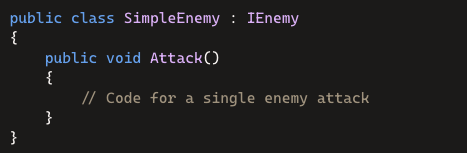 public class SimpleEnemy : IEnemy
{
    public void Attack()
    {
        // Code for a single enemy attack
    }
}